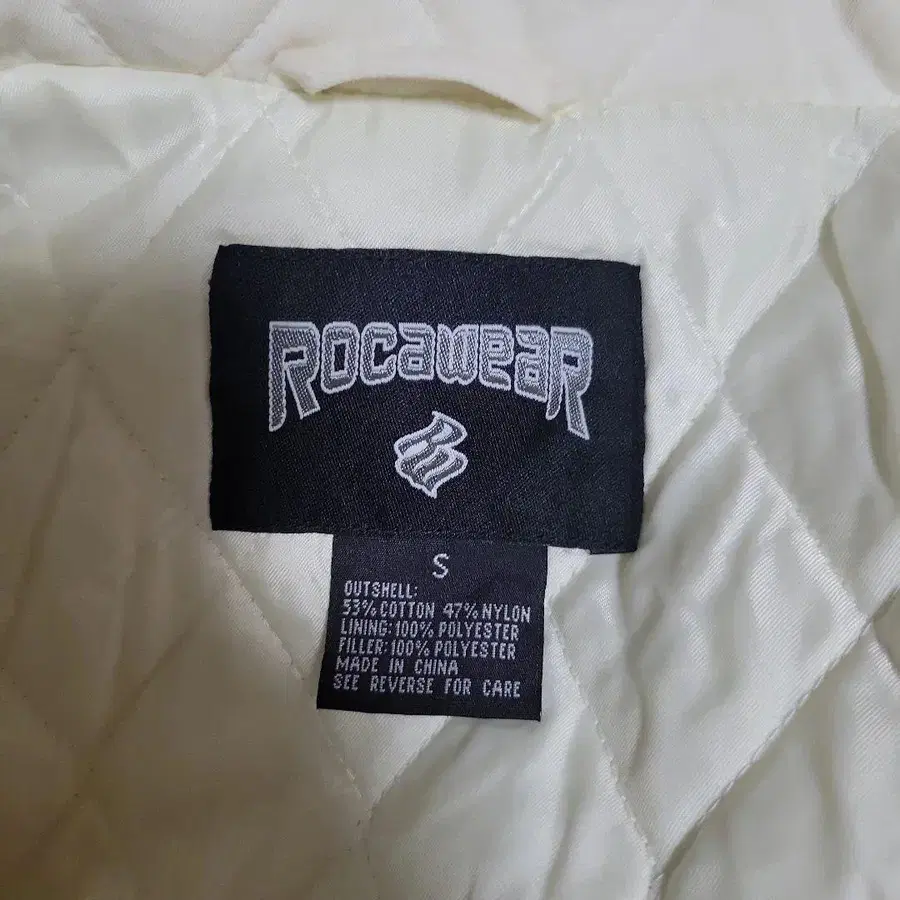 ROCAWEAR
S
OUTSHELL:
53% COTTON 47% NYLON
LINING: 100% POLYESTER
FILLER: 100% POLYESTER
MADE IN CHINA
SEE REVERSE FOR CARE